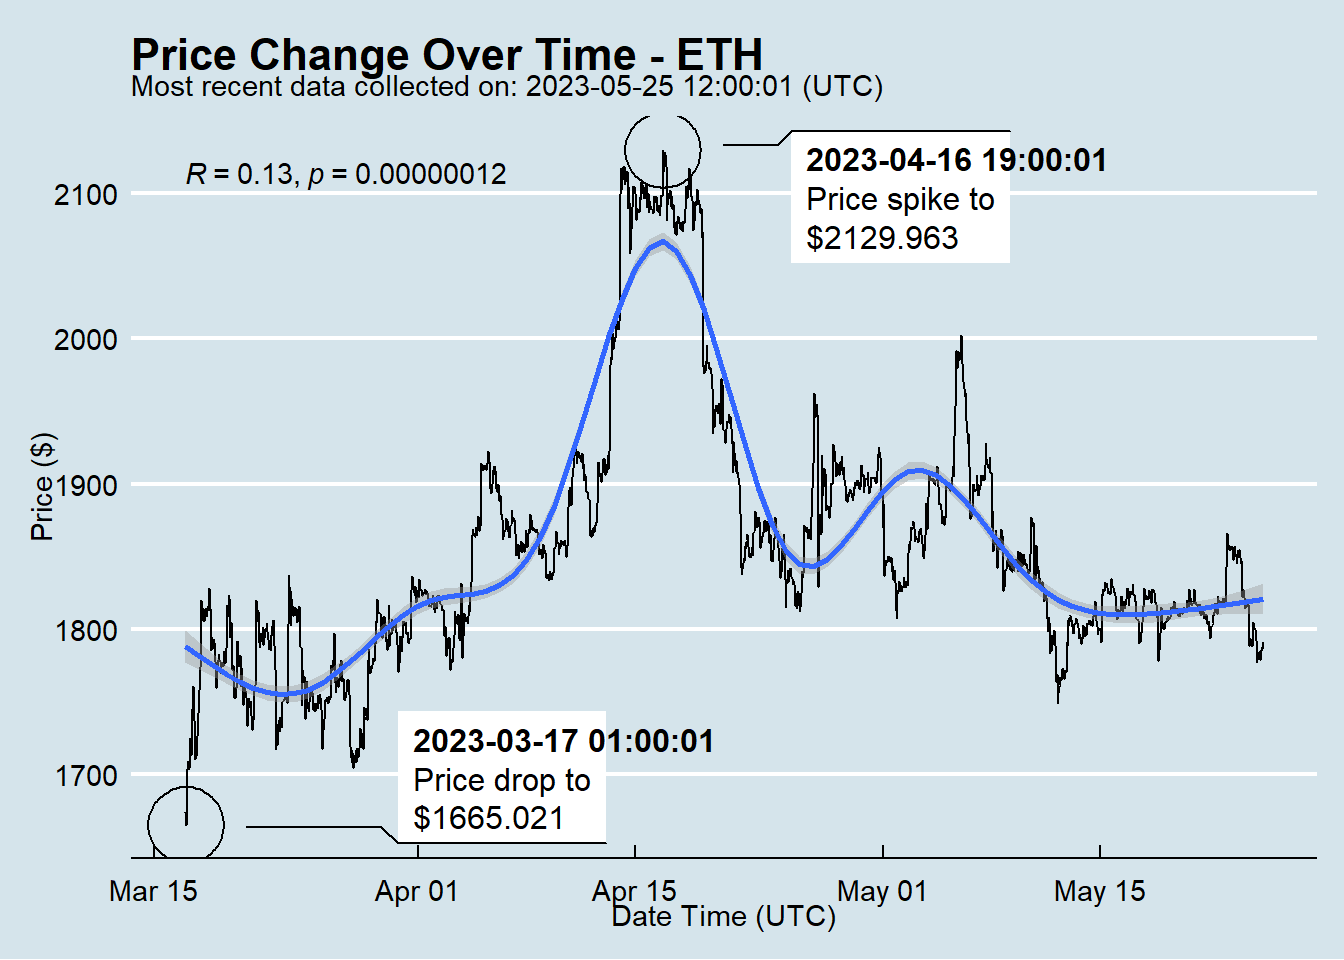 Price Change Over Time - ETH
Most recent data collected on: 2023-05-25 12:00:01 (UTC)
R = 0.13, p = 0.00000012
2023-04-16 19:00:01
Price spike to
$2129.963
2100
2000
1900
1800
1700
Price ($)
2023-03-17 01:00:01
Price drop to
$1665.021
Mar 15 Apr 01 Apr 15 May 01 May 15
Date Time (UTC)